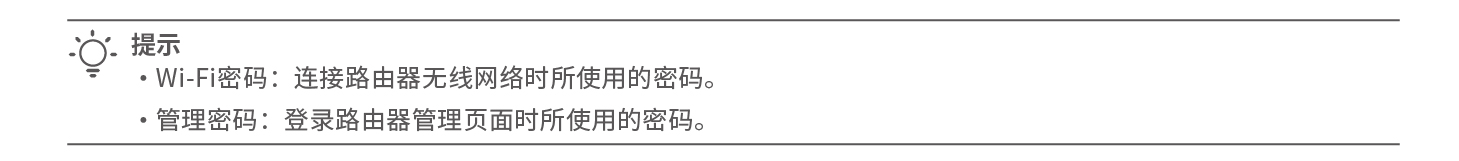 提示
• Wi-Fi密码：连接路由器无线网络时所使用的密码。
• 管理密码：登录路由器管理页面时所使用的密码。